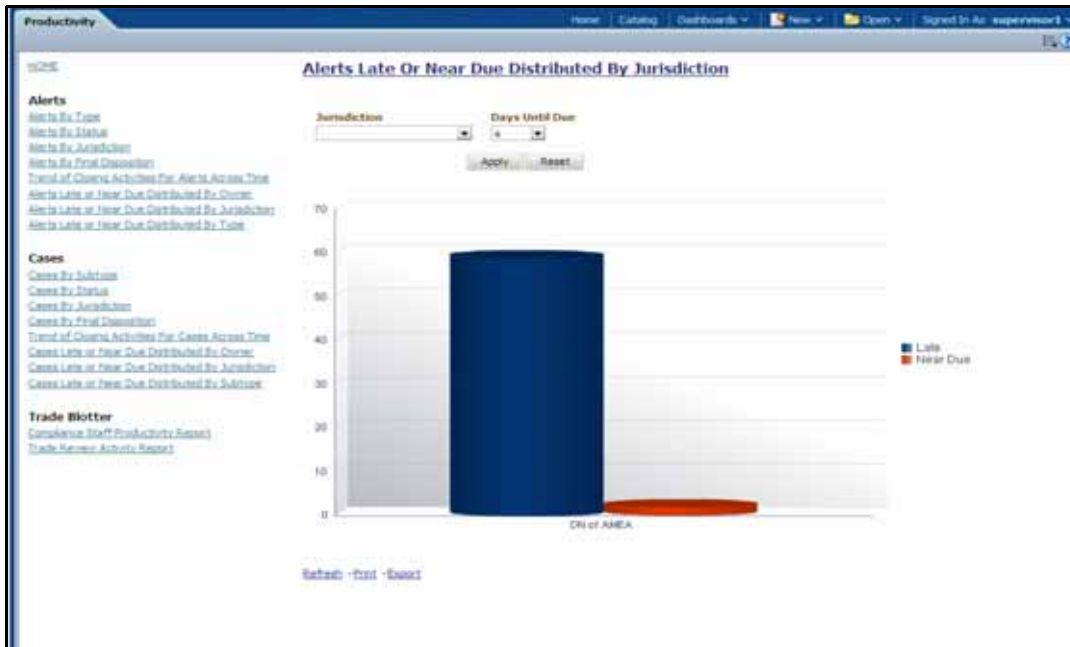 Productivity
Home Catalog Dashboards New Open Signed In As supervisor1
HOME
Alerts Late Or Near Due Distributed By Jurisdiction
Jurisdiction Days Until Due
4
Apply Reset
Alerts
Alerts By Type
Alerts By Status
Alerts By Jurisdiction
Alerts By Final Disposition
Trend of Closing Activities For Alerts Across Time
Alerts Late or Near Due Distributed By Owner
Alerts Late or Near Due Distributed By Jurisdiction
Alerts Late or Near Due Distributed By Type
Cases
Cases By Subtype
Cases By Status
Cases By Jurisdiction
Cases By Final Disposition
Trend of Closing Activities For Cases Across Time
Cases Late or Near Due Distributed By Owner
Cases Late or Near Due Distributed By Jurisdiction
Cases Late or Near Due Distributed By Subtype
Trade Blotter
Compliance Staff Productivity Report
Trade Review Activity Report
70
60
50
40
30
20
10
0
DN of AMEA
Late
Near Due
Refresh - Print - Export